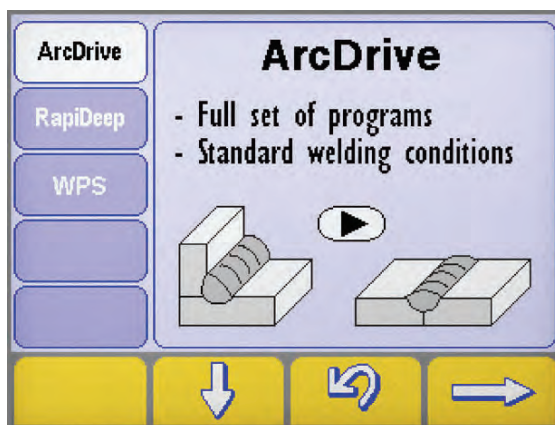 ArcDrive
RapiDeep
WPS
ArcDrive
- Full set of programs
- Standard welding conditions